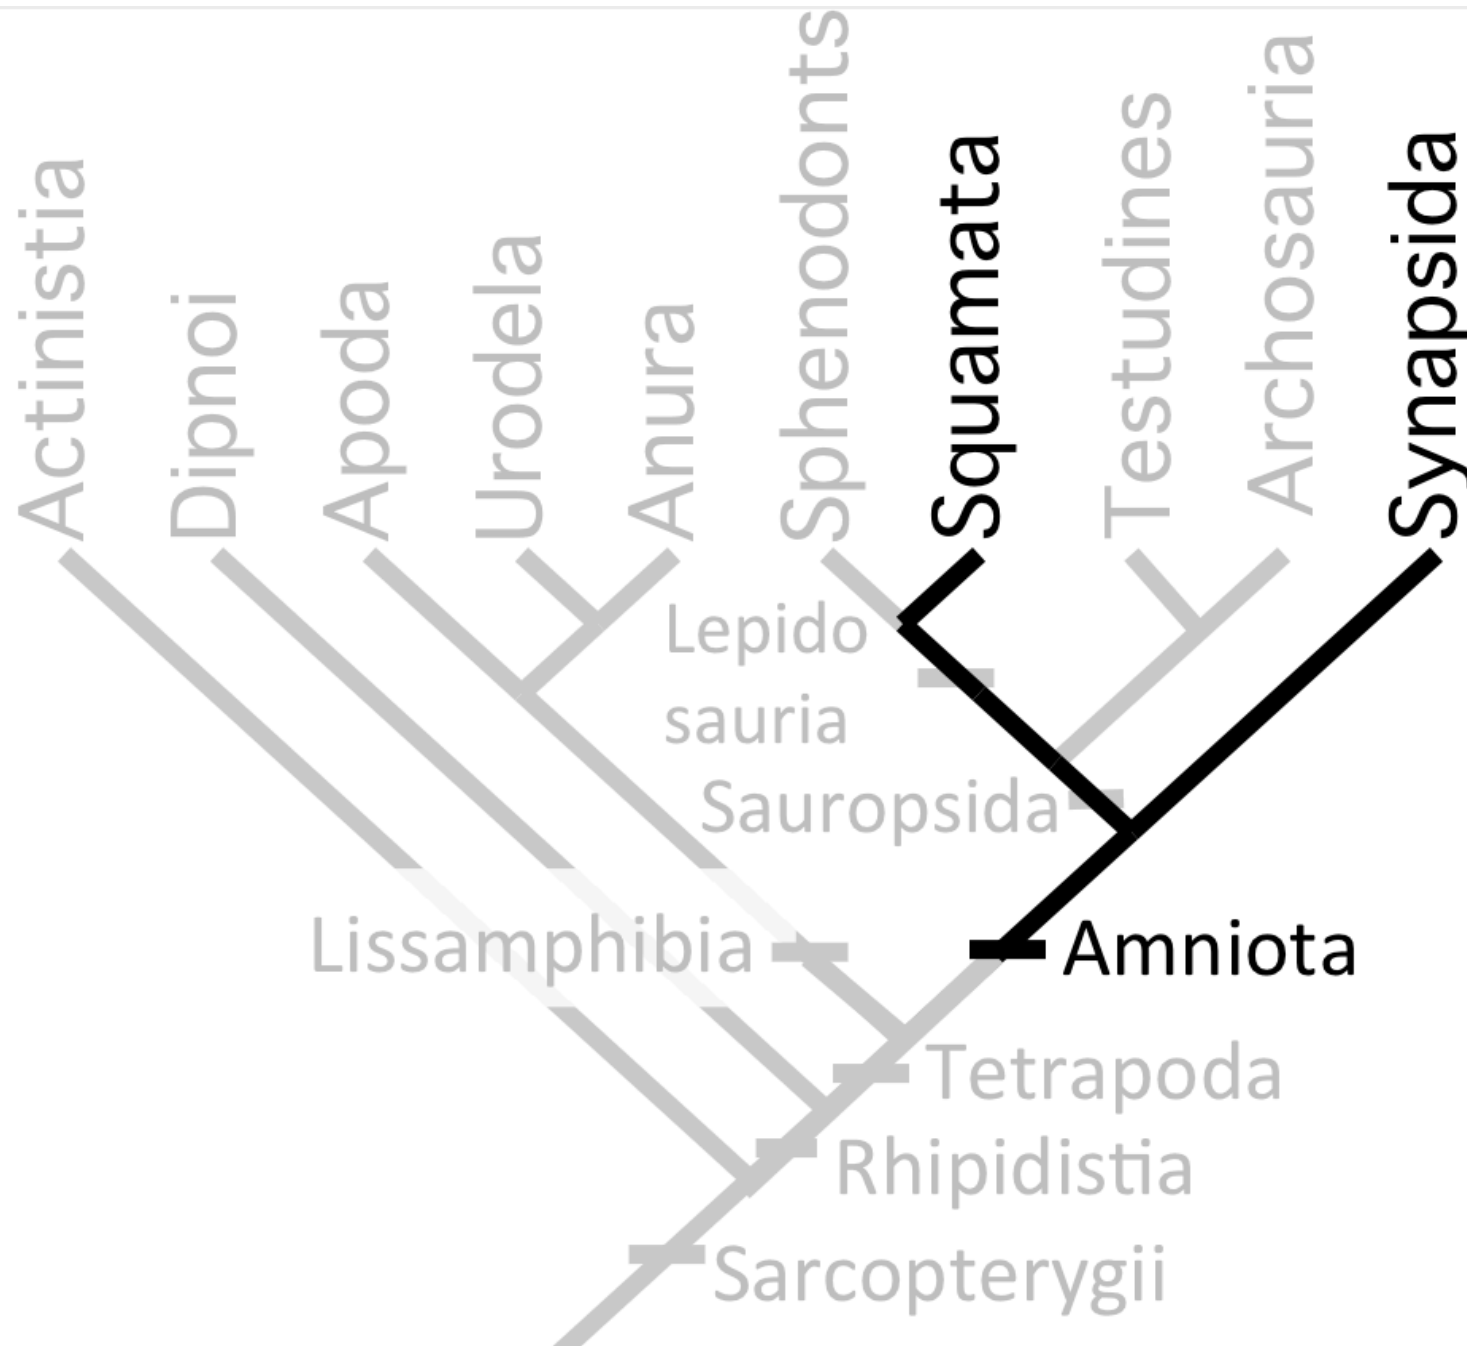 Actinistia
Dipnoi
Apoda
Urodela
Anura
Sphenodonts
Squamata
Testudines
Archosauria
Synapsida
Lepido
sauria
Sauropsida
Lissamphibia
Amniota
Tetrapoda
Rhipidistia
Sarcopterygii